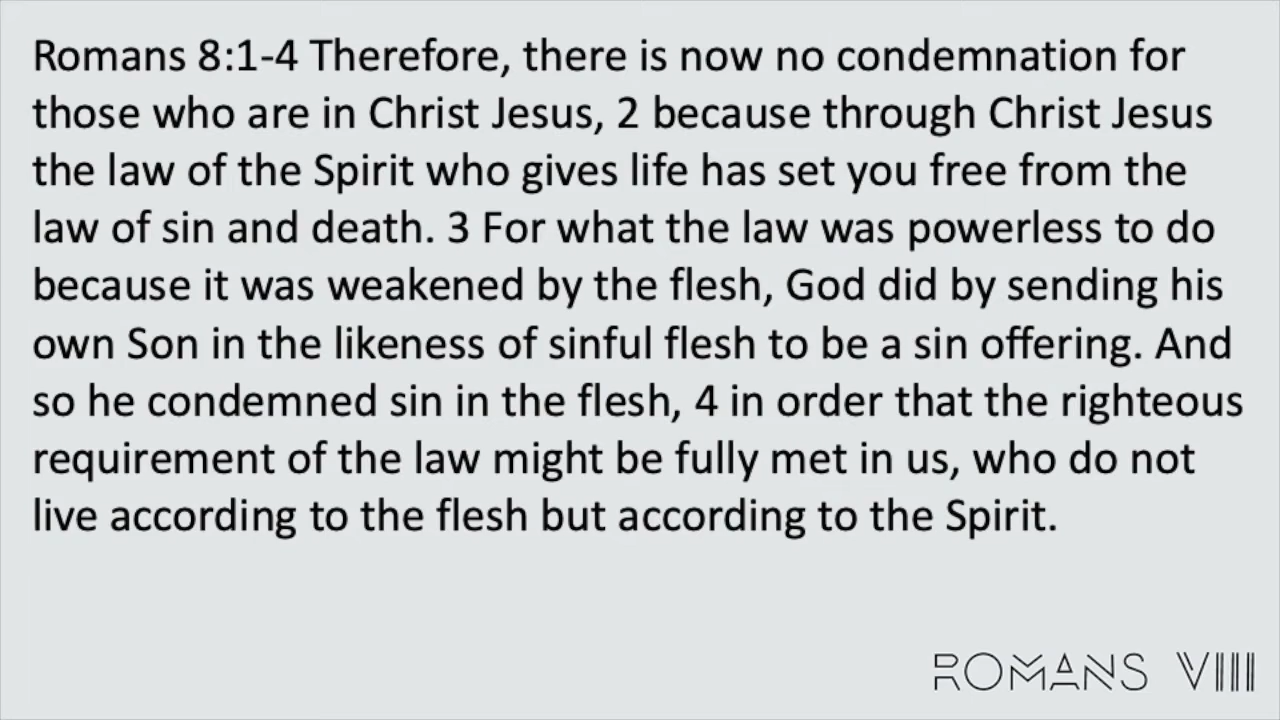 Romans 8:1-4 Therefore, there is now no condemnation for
those who are in Christ Jesus, 2 because through Christ Jesus
the law of the Spirit who gives life has set you free from the
law of sin and death. 3 For what the law was powerless to do
because it was weakened by the flesh, God did by sending his
own Son in the likeness of sinful flesh to be a sin offering. And
so he condemned sin in the flesh, 4 in order that the righteous
requirement of the law might be fully met in us, who do not
live according to the flesh but according to the Spirit.
ROMANS VIII